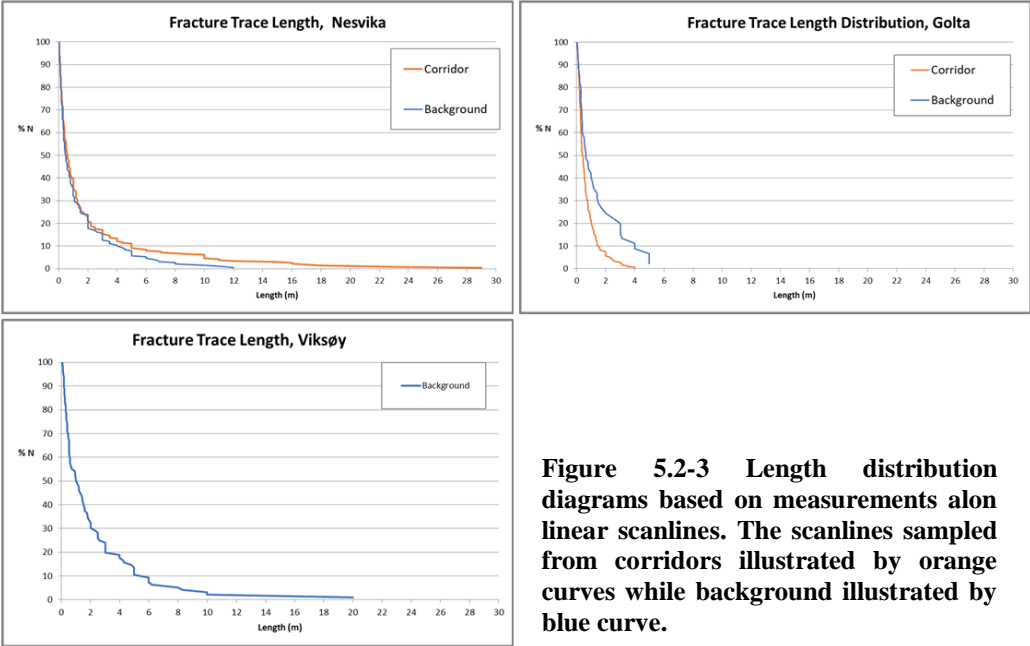 Fracture Trace Length, Nesvika
100
90
80
70
60
% N
50
40
30
20
10
0
0 2 4 6 8 10 12 14 16 18 20 22 24 26 28 30
Length (m)
Corridor
Background
Fracture Trace Length Distribution, Golta
100
90
80
70
60
% N
50
40
30
20
10
0
0 2 4 6 8 10 12 14 16 18 20 22 24 26 28 30
Length (m)
Corridor
Background
Fracture Trace Length, Viksøy
100
90
80
70
60
% N
50
40
30
20
10
0
0 2 4 6 8 10 12 14 16 18 20 22 24 26 28 30
Length (m)
Background
Figure 5.2-3 Length distribution
diagrams based on measurements alon
linear scanlines. The scanlines sampled
from corridors illustrated by orange
curves while background illustrated by
blue curve.